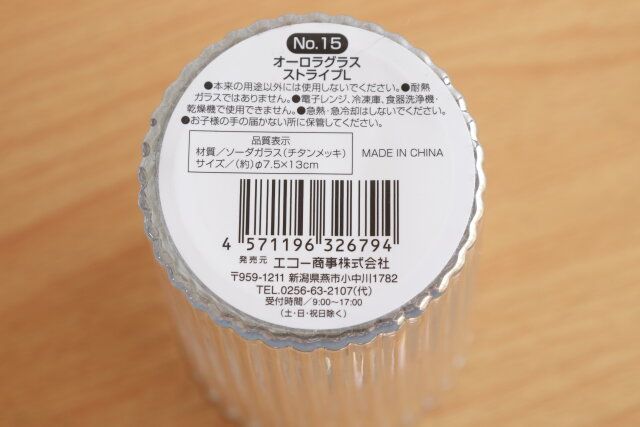 No.15
オーロラグラス
ストライプL
●本来の用途以外には使用しないでください。●耐熱
ガラスではありません。●電子レンジ、冷凍庫、食器洗浄機・
乾燥機で使用できません。●急熱・急冷却はしないでください。
●お子様の手の届かない所に保管してください。
品質表示
材質／ソーダガラス(チタンメッキ)
サイズ／(約)φ7.5×13cm
MADE IN CHINA
4 571196 326794
発売元 エコー商事株式会社
〒959-1211 新潟県燕市小中川1782
TEL.0256-63-2107(代)
受付時間／9:00～17:00
(土・日・祝日除く)